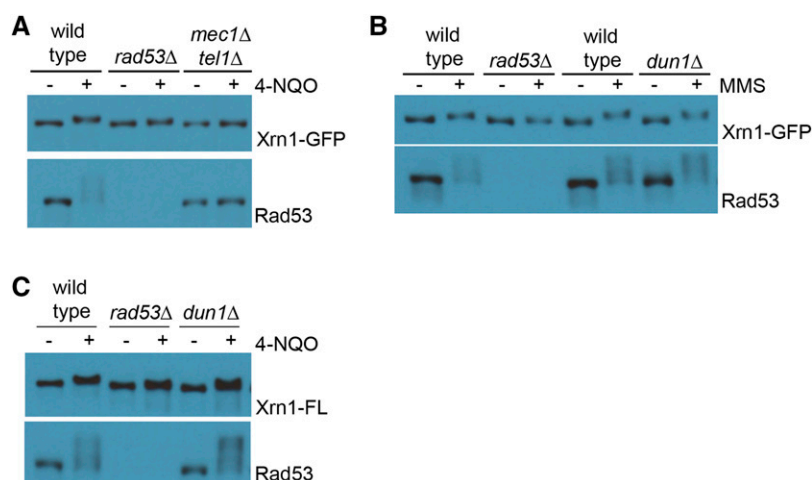 A
wild type rad53Δ mec1Δ tel1Δ
- + - + - + 4-NQO
Xrn1-GFP
Rad53
B
wild type rad53Δ wild type dun1Δ
- + - + - + - + MMS
Xrn1-GFP
Rad53
C
wild type rad53Δ dun1Δ
- + - + - + 4-NQO
Xrn1-FL
Rad53